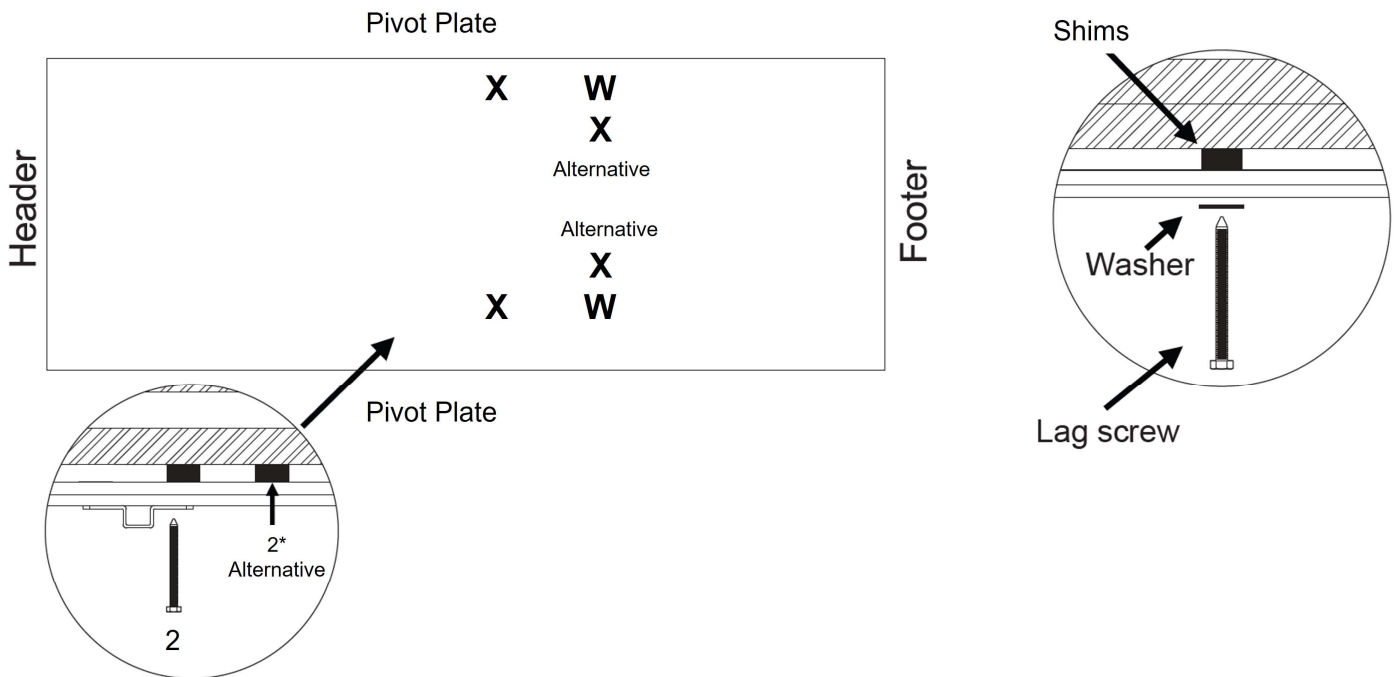 Pivot Plate
Header
X W
X
Alternative
Alternative
X
X W
Footer
Pivot Plate
2*
Alternative
2
Shims
Washer
Lag screw